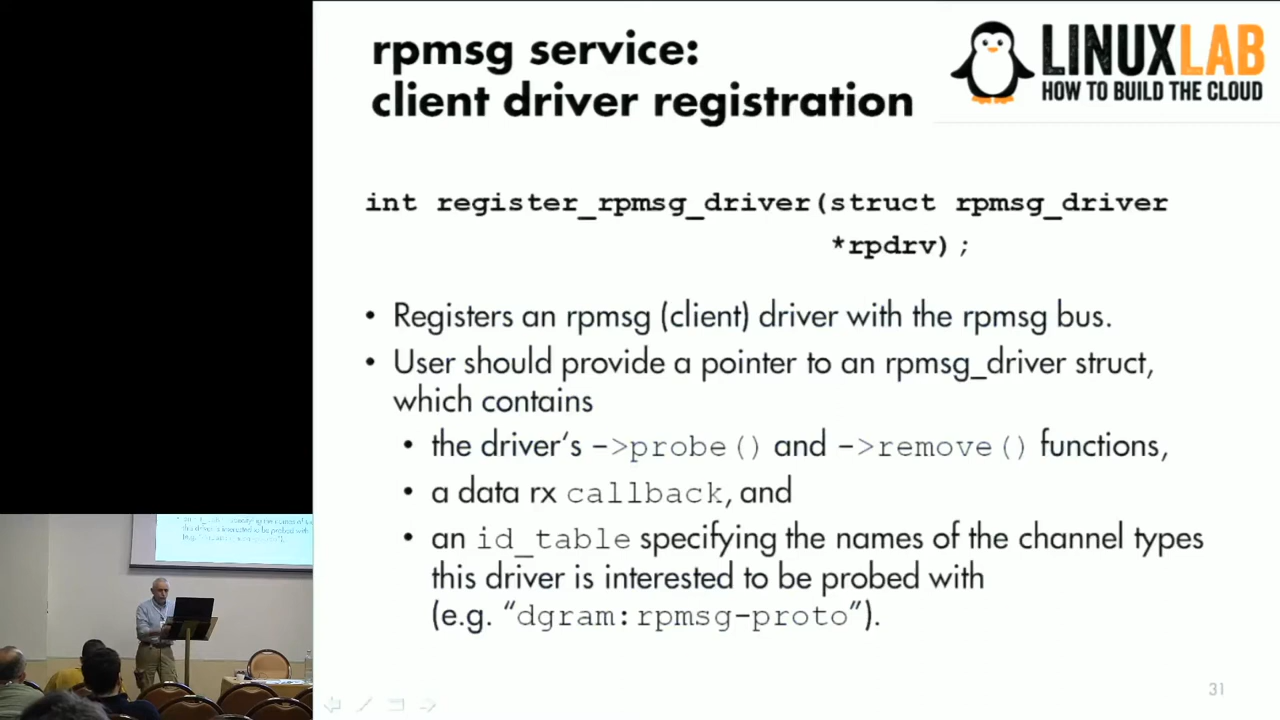 rpmsg service:
client driver registration
LINUXLAB
HOW TO BUILD THE CLOUD
int register_rpmsg_driver(struct rpmsg_driver
*rpdrv);
• Registers an rpmsg (client) driver with the rpmsg bus.
• User should provide a pointer to an rpmsg_driver struct,
which contains
• the driver's ->probe() and ->remove() functions,
• a data rx callback, and
• an id_table specifying the names of the channel types
this driver is interested to be probed with
(e.g. "dgram:rpmsg-proto").
31